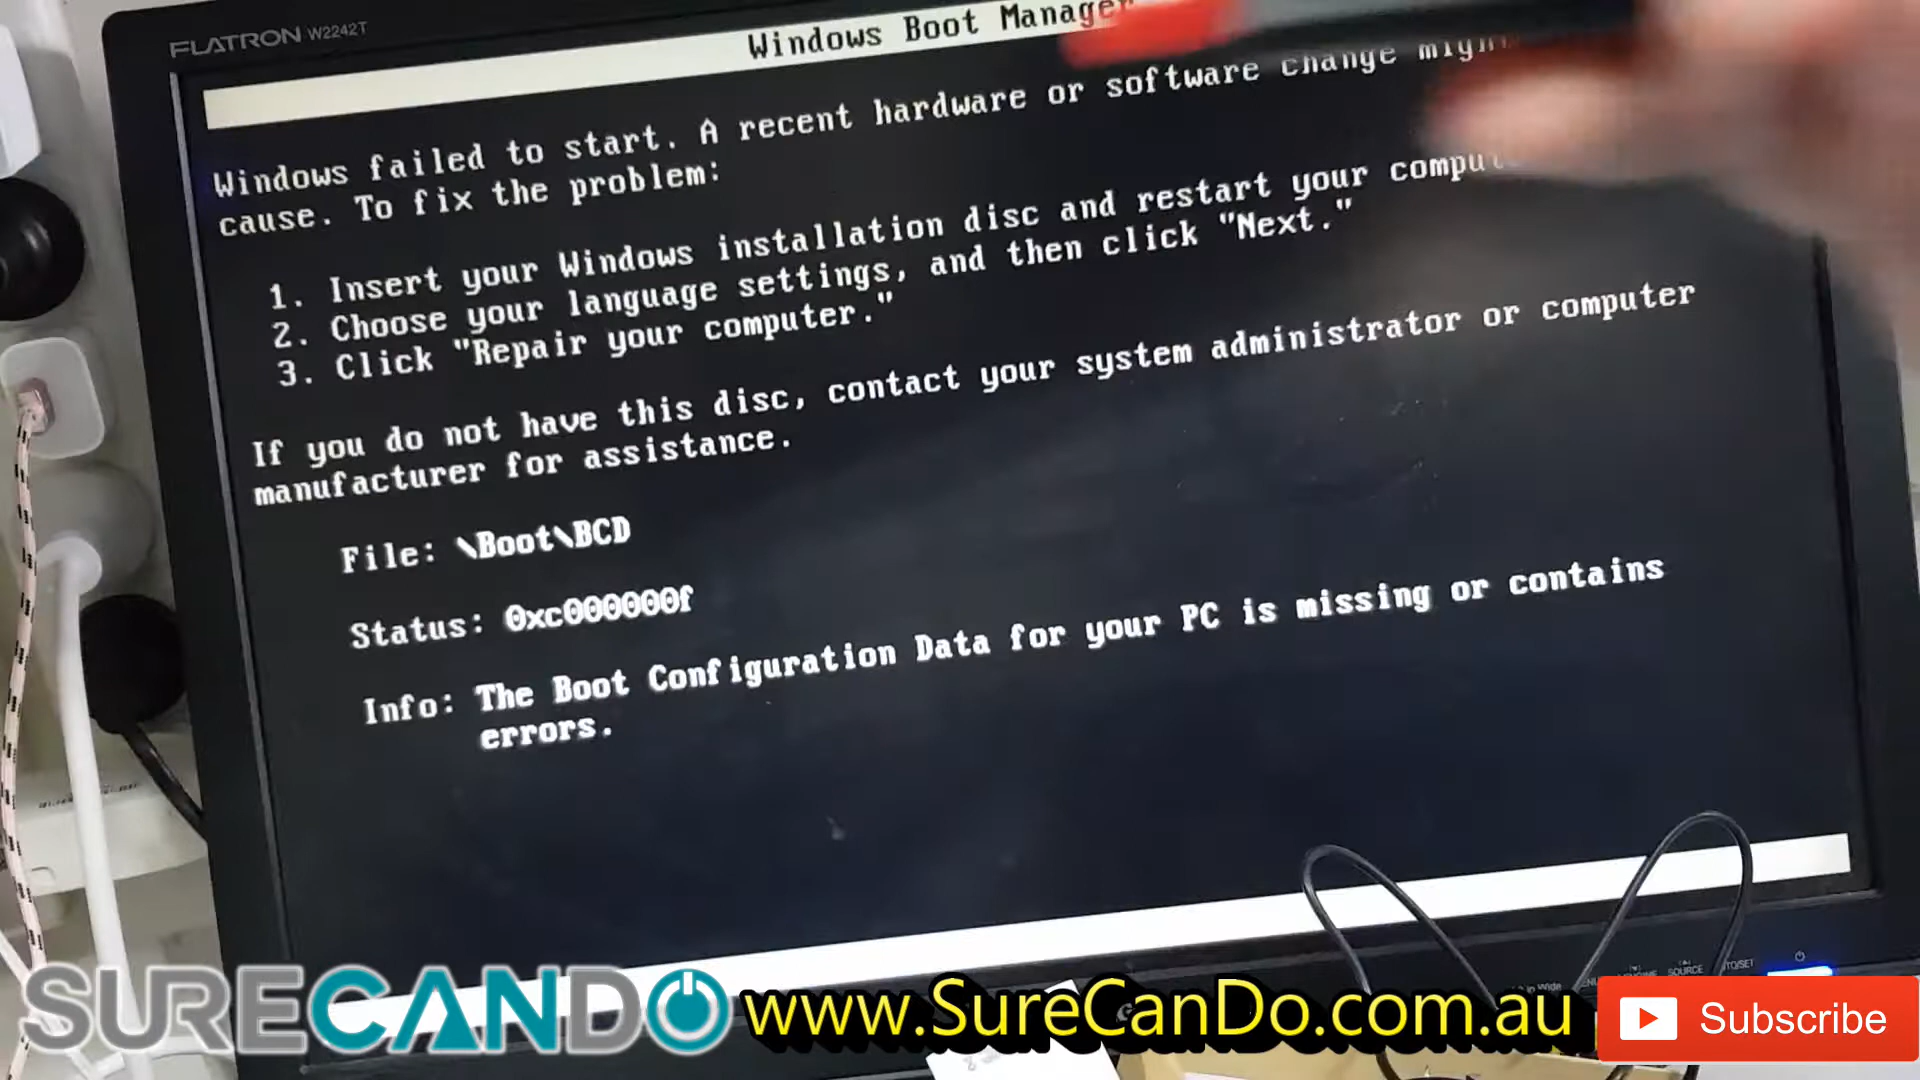 FLATRON W2242T
Windows Boot Manager
Windows failed to start. A recent hardware or software change might
cause. To fix the problem:
1. Insert your Windows installation disc and restart your
2. Choose your language settings, and then click "Next."
3. Click "Repair your computer."
If you do not have this disc, contact your system administrator or computer
manufacturer for assistance.
File: \Boot\BCD
Status: 0xc000000f
Info: The Boot Configuration Data for your PC is missing or contains
errors.
SOURCE
SURECANDO
www.SureCanDo.com.au
Subscribe